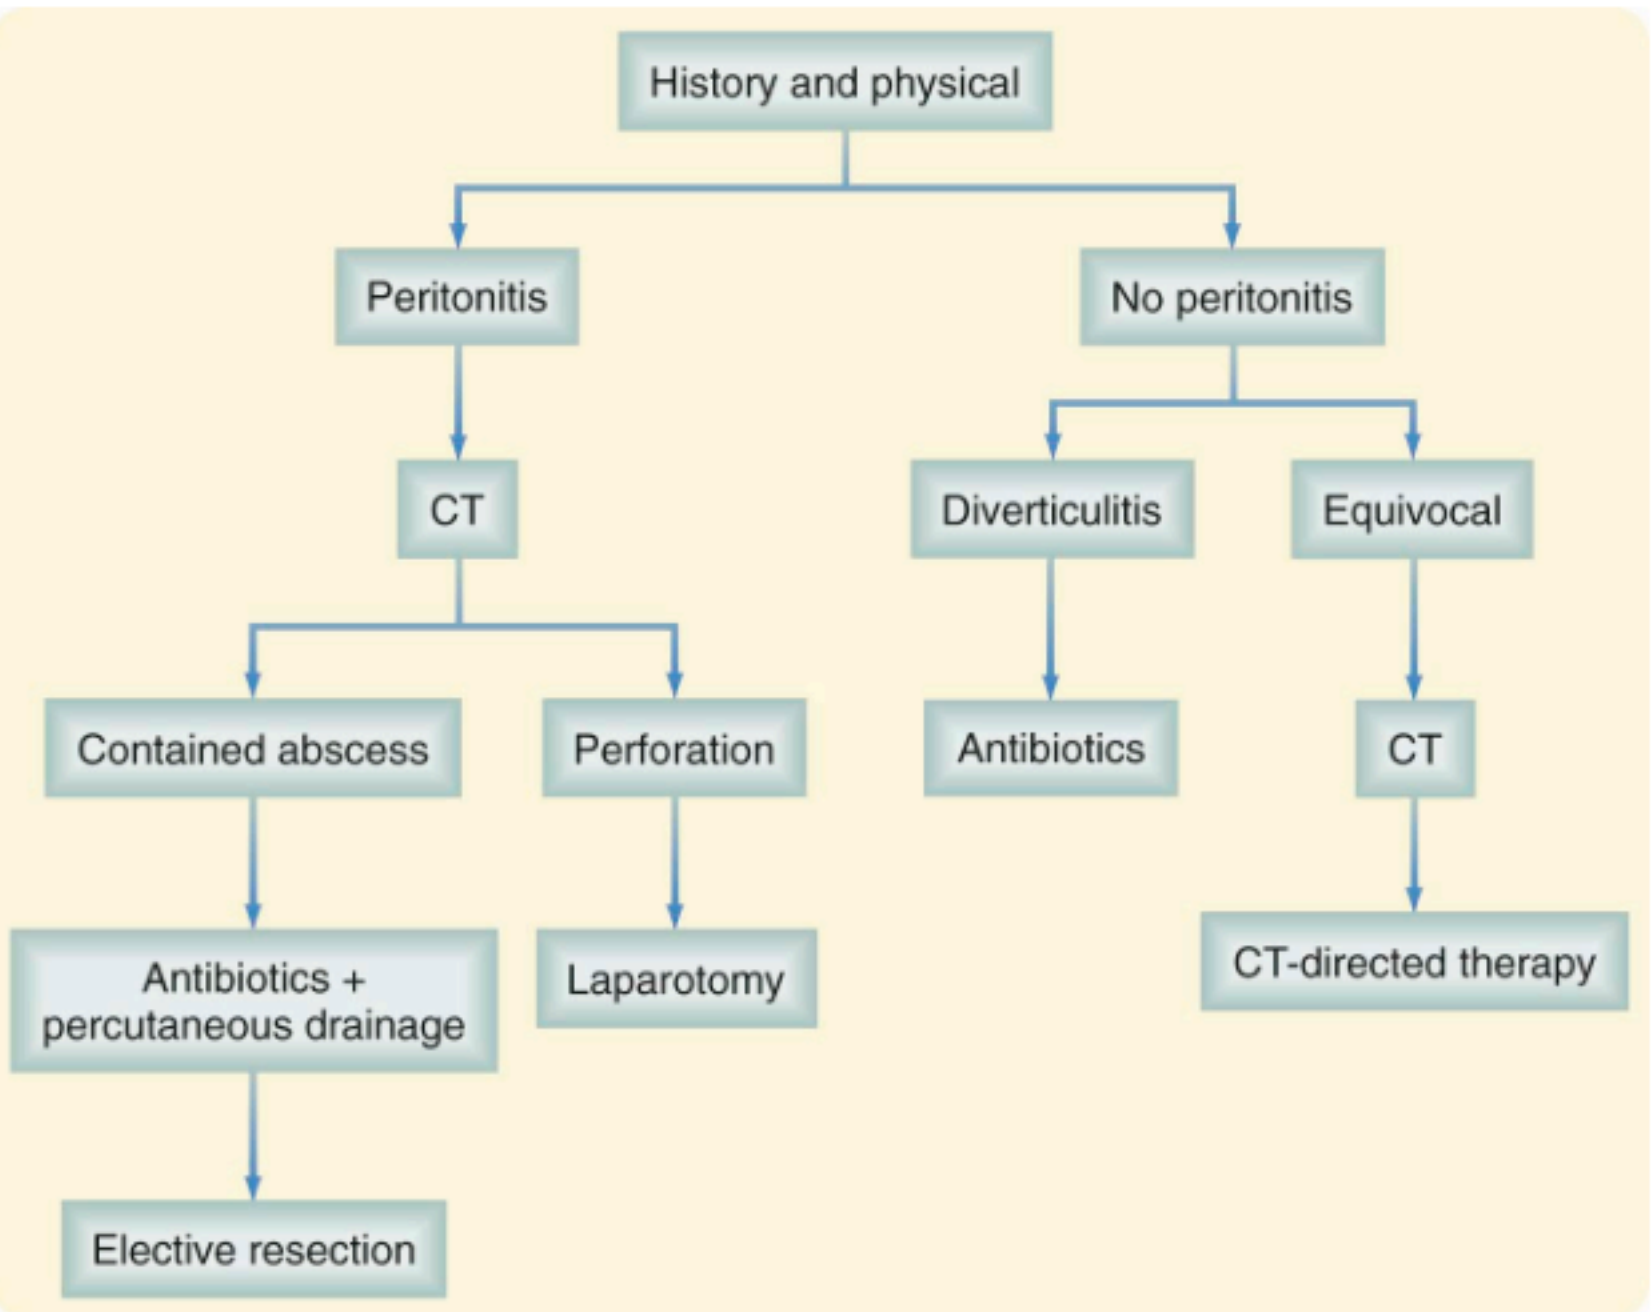 History and physical
Peritonitis
No peritonitis
CT
Diverticulitis
Equivocal
Contained abscess
Perforation
Antibiotics
CT
Antibiotics +
percutaneous drainage
Laparotomy
CT-directed therapy
Elective resection